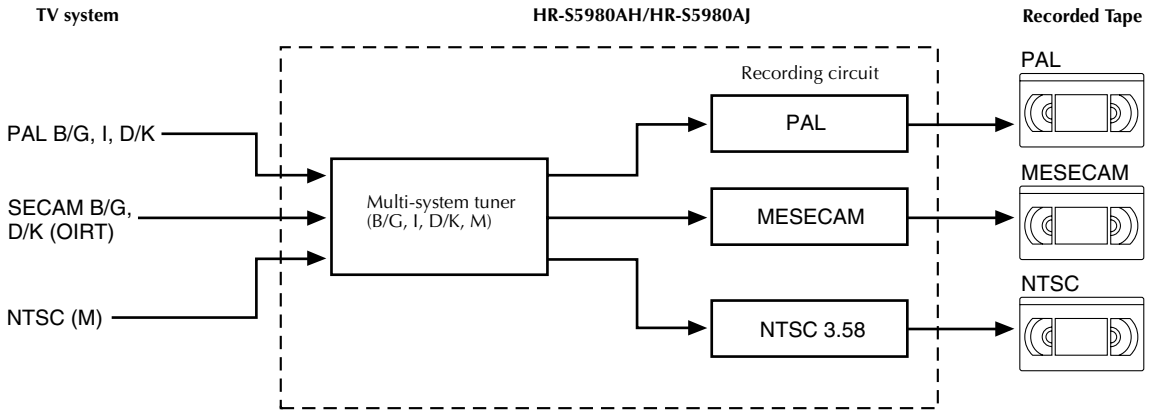 TV system
HR-S5980AH/HR-S5980AJ
Recorded Tape
PAL B/G, I, D/K
SECAM B/G,
D/K (OIRT)
NTSC (M)
Multi-system tuner
(B/G, I, D/K, M)
Recording circuit
PAL
MESECAM
NTSC 3.58
PAL
MESECAM
NTSC